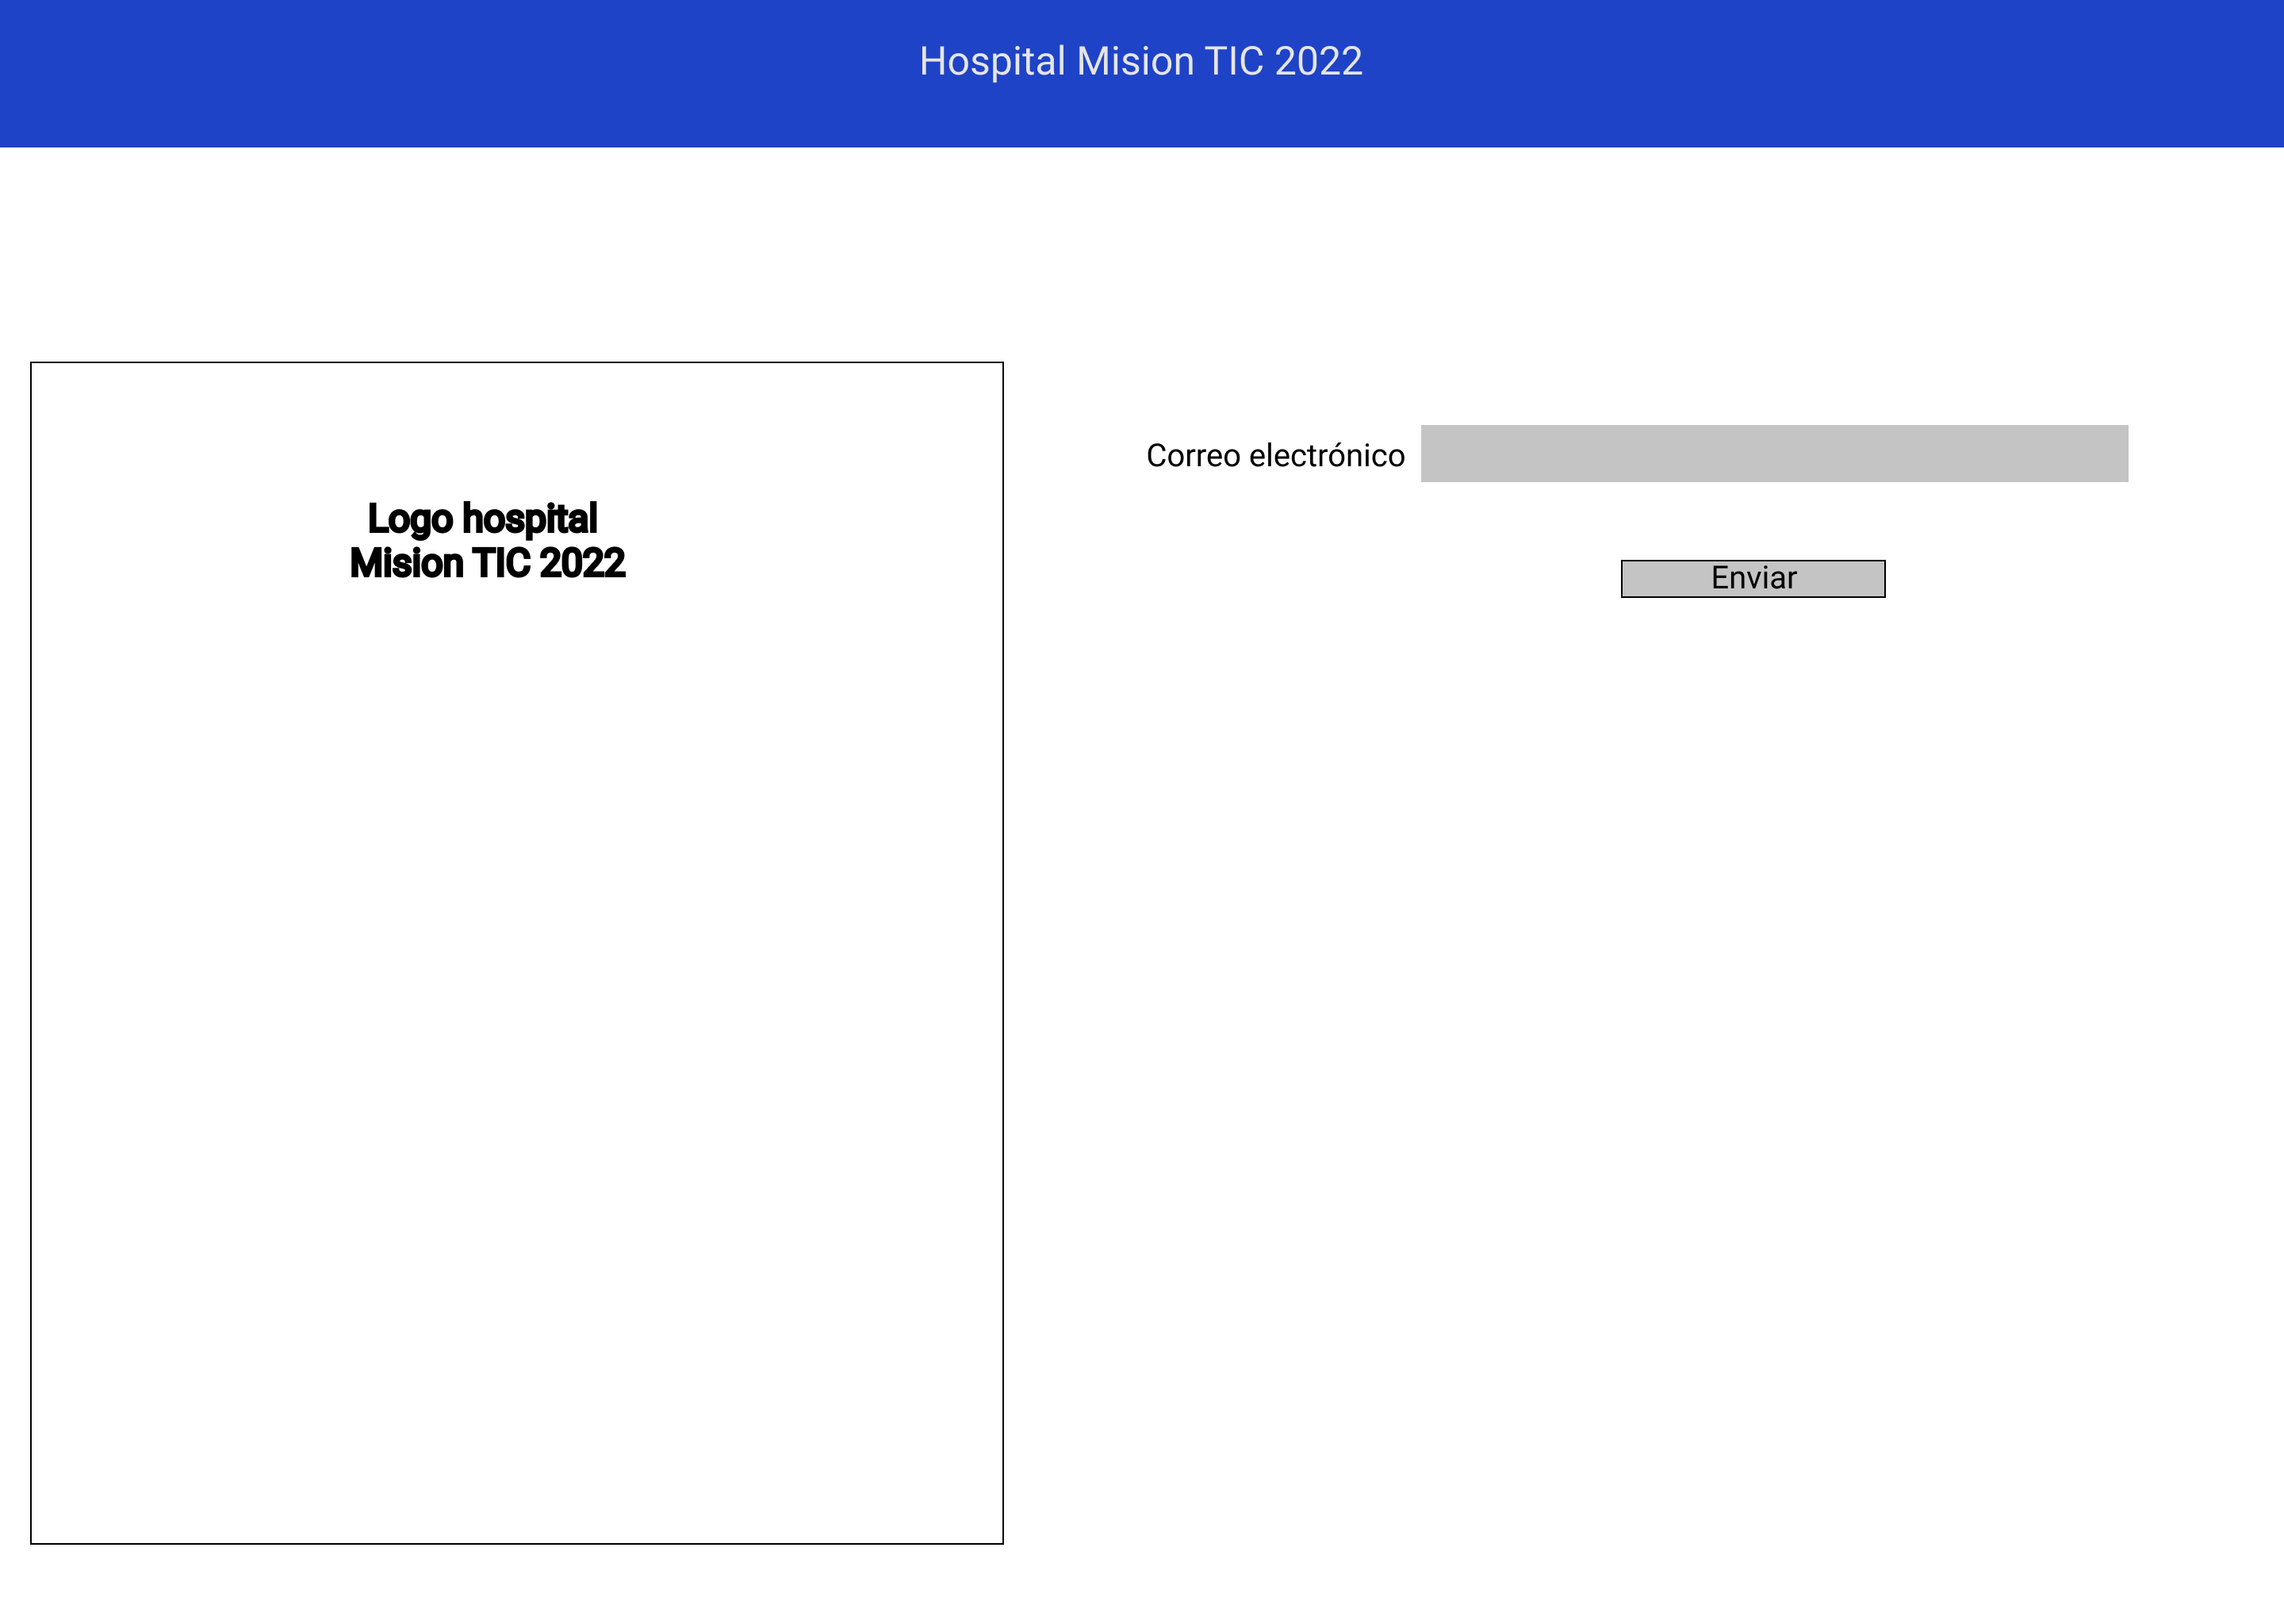 Hospital Mision TIC 2022
Logo hospital
Mision TIC 2022
Correo electrónico
Enviar